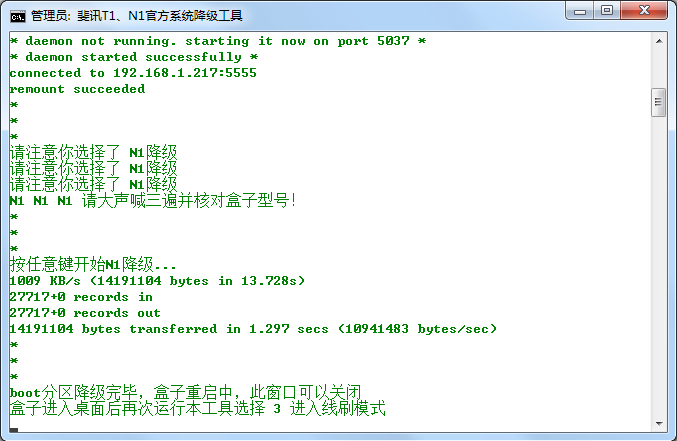 管理员: 斐讯T1、N1官方系统降级工具
* daemon not running. starting it now on port 5037 *
* daemon started successfully *
connected to 192.168.1.217:5555
remount succeeded
*
*
*
请注意你选择了 N1降级
请注意你选择了 N1降级
请注意你选择了 N1降级
N1 N1 N1 请大声喊三遍并核对盒子型号!
*
*
*
按任意键开始N1降级...
1009 KB/s (14191104 bytes in 13.728s)
27717+0 records in
27717+0 records out
14191104 bytes transferred in 1.297 secs (10941483 bytes/sec)
*
*
*
boot分区降级完毕，盒子重启中，此窗口可以关闭
盒子进入桌面后再次运行本工具选择 3 进入线刷模式